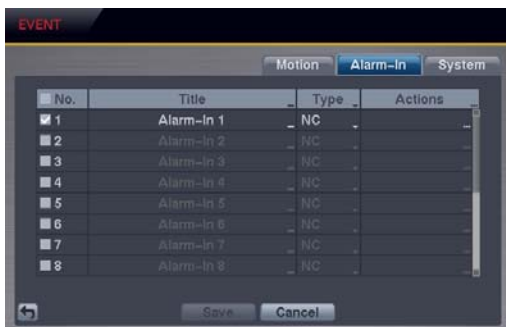 EVENT
Motion Alarm-In System
No. Title Type Actions
1 Alarm-In 1 NC
2 Alarm-In 2 NC
3 Alarm-In 3 NC
4 Alarm-In 4 NC
5 Alarm-In 5 NC
6 Alarm-In 6 NC
7 Alarm-In 7 NC
8 Alarm-In 8 NC
Save Cancel